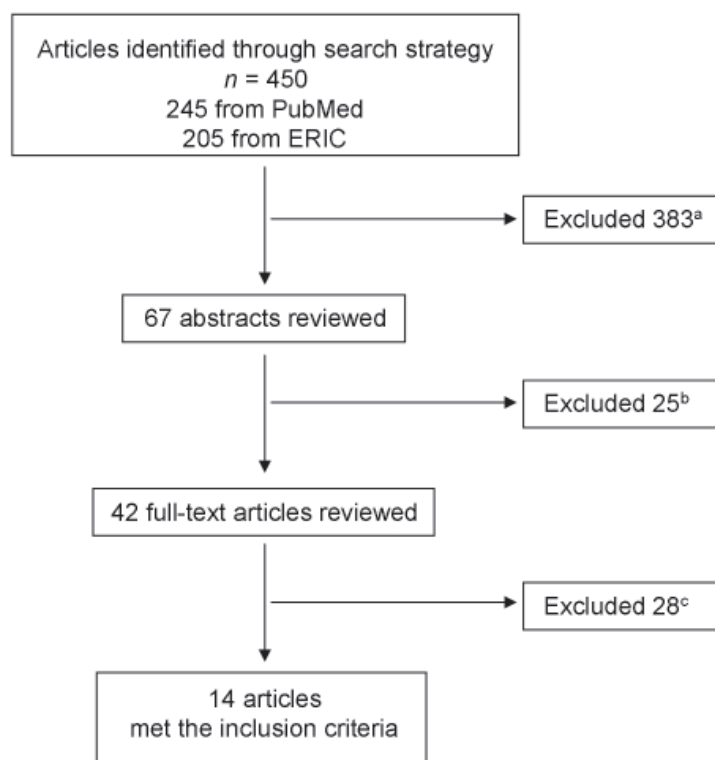 Articles identified through search strategy
n = 450
245 from PubMed
205 from ERIC
Excluded 383ᵃ
67 abstracts reviewed
Excluded 25ᵇ
42 full-text articles reviewed
Excluded 28ᶜ
14 articles
met the inclusion criteria